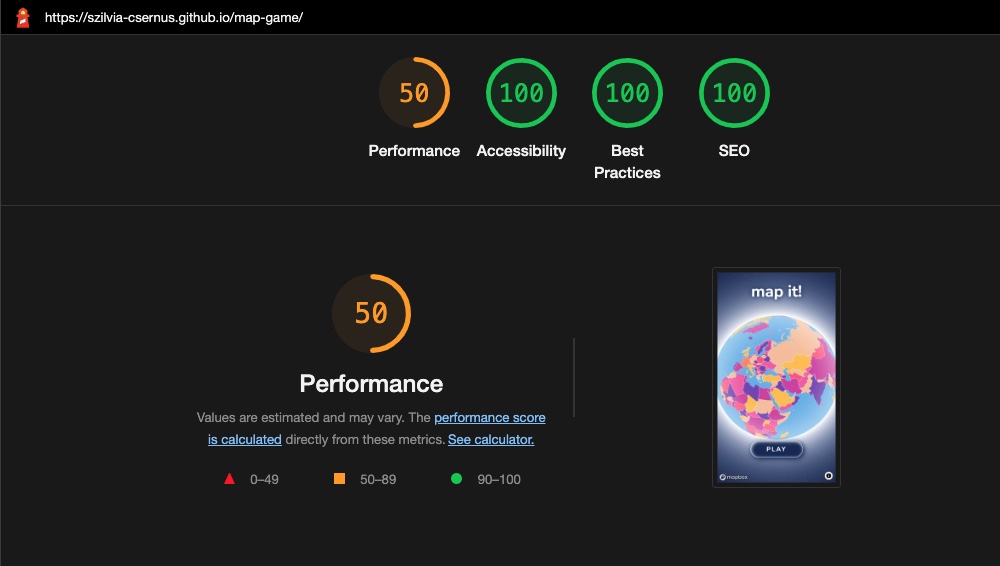 https://szilvia-csernus.github.io/map-game/
50
100
100
100
Performance
Accessibility
Best
Practices
SEO
50
Performance
Values are estimated and may vary. The performance score
is calculated directly from these metrics. See calculator.
0–49
50–89
90–100
map it!
PLAY
mapbox